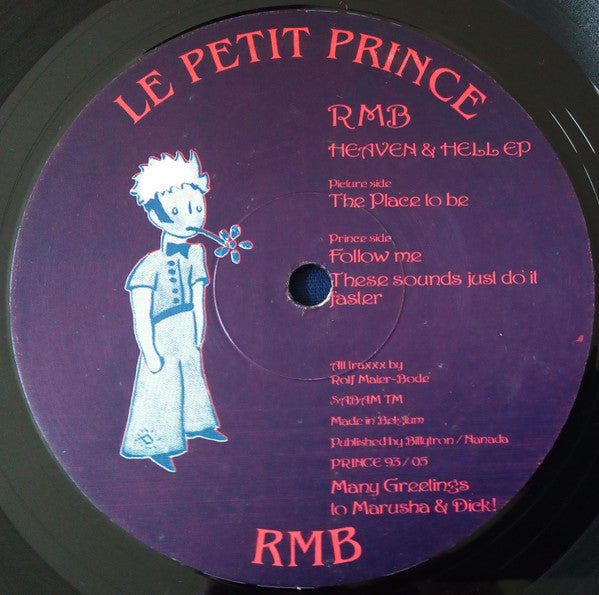 LE PETIT PRINCE
RMB
HEAVEN & HELL EP
Picture side
The Place to be
Prince side
Follow me
These sounds just do it
faster
All traxxx by
Rolf Maier-Bode
SABAM TM
Made in Belgium
Published by Billytron / Nanada
PRINCE 93 / 05
Many Greetings
to Marusha & Dick!
RMB